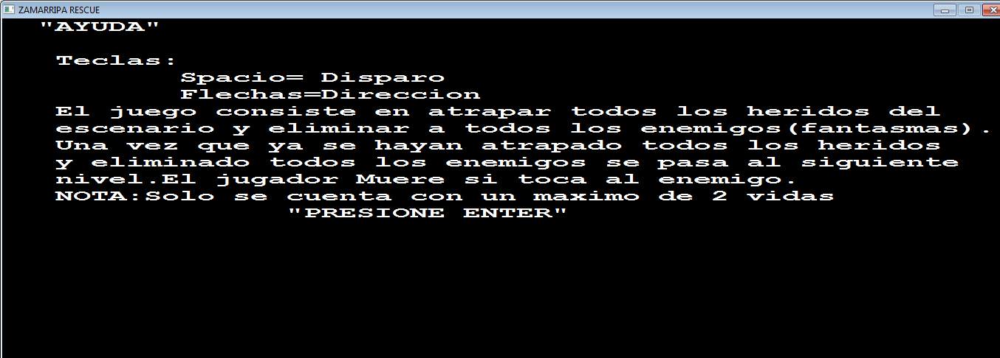 ZAMARRIPA RESCUE
"AYUDA"
Teclas:
Spacio= Disparo
Flechas=Direccion
El juego consiste en atrapar todos los heridos del
escenario y eliminar a todos los enemigos(fantasmas).
Una vez que ya se hayan atrapado todos los heridos
y eliminado todos los enemigos se pasa al siguiente
nivel.El jugador Muere si toca al enemigo.
NOTA:Solo se cuenta con un maximo de 2 vidas
"PRESIONE ENTER"